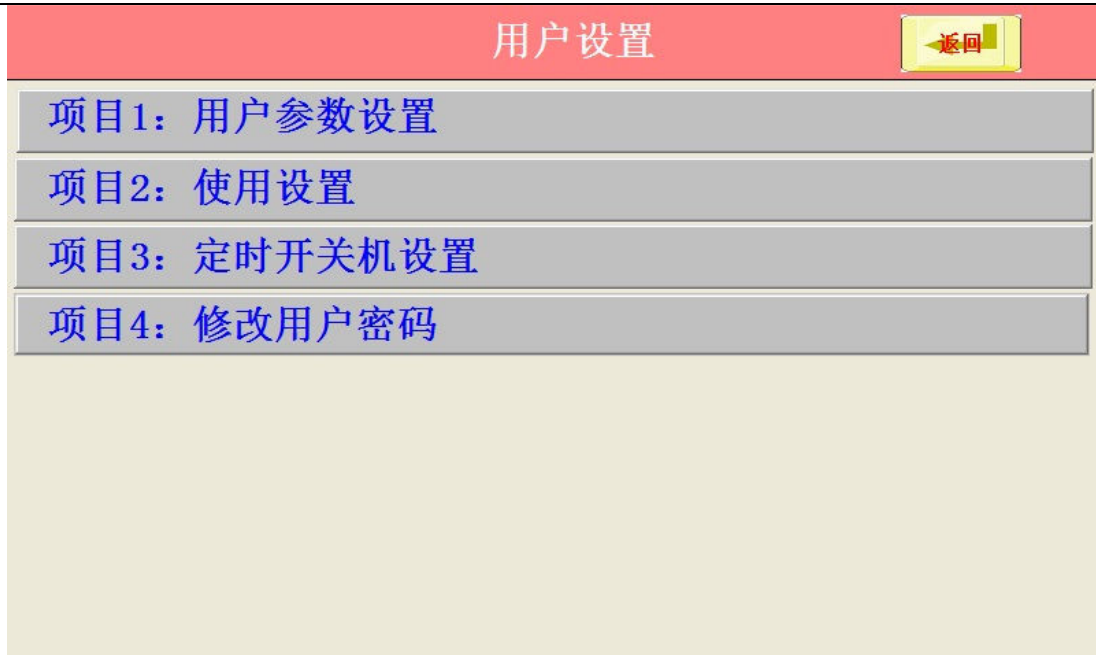 用户设置
返回
项目1：用户参数设置
项目2：使用设置
项目3：定时开关机设置
项目4：修改用户密码